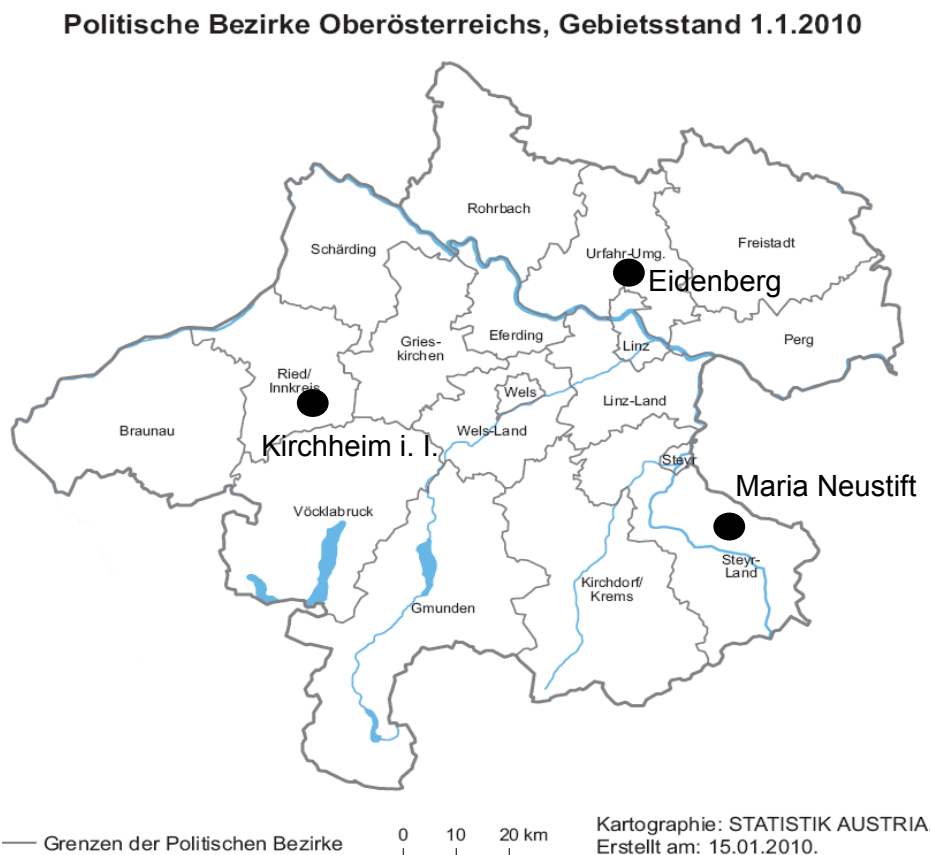 Politische Bezirke Oberösterreichs, Gebietsstand 1.1.2010
Rohrbach
Schärding
Freistadt
Urfahr-Umg.
Eidenberg
Eferding
Gries-
kirchen
Linz
Perg
Ried/
Innkreis
Wels
Linz-Land
Braunau
Wels-Land
Kirchheim i. I.
Steyr
Maria Neustift
Vöcklabruck
Steyr-
Land
Kirchdorf/
Krems
Gmunden
Grenzen der Politischen Bezirke
0 10 20 km
Kartographie: STATISTIK AUSTRIA.
Erstellt am: 15.01.2010.